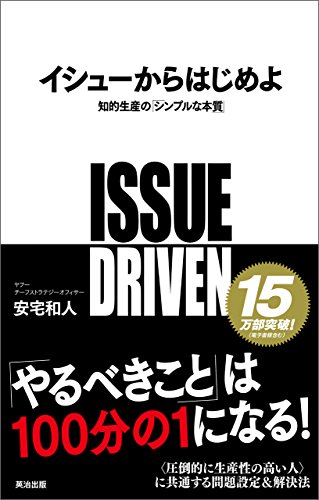 イシューからはじめよ
知的生産の「シンプルな本質」
ISSUE
DRIVEN
ヤフー
チーフストラテジーオフィサー
安宅和人
15
万部突破!
(電子書籍含む)
「やるべきこと」は
100分の1になる!
〈圧倒的に生産性の高い人〉
に共通する問題設定&解決法
英治出版